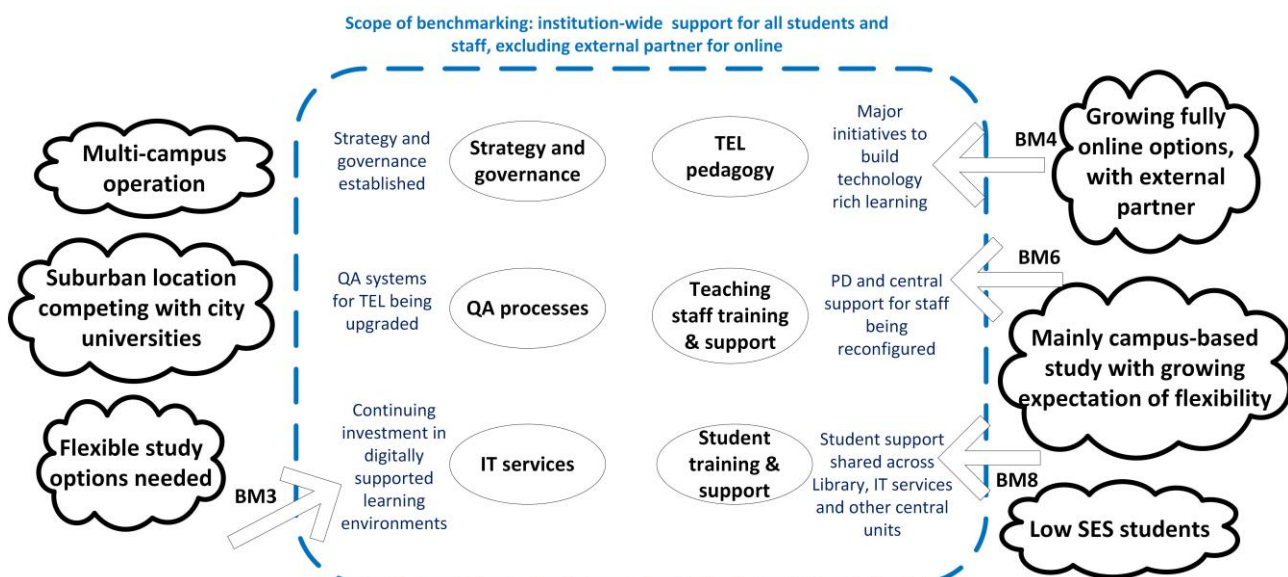 Scope of benchmarking: institution-wide support for all students and
staff, excluding external partner for online
Multi-campus
operation
Suburban location
competing with city
universities
Flexible study
options needed
BM3
Strategy and
governance
established
Strategy and
governance
QA systems
for TEL being
upgraded
QA processes
Continuing
investment in
digitally
supported
learning
environments
IT services
TEL
pedagogy
Major
initiatives to
build
technology
rich learning
Teaching
staff training
& support
PD and central
support for staff
being
reconfigured
Student
training &
support
Student support
shared across
Library, IT services
and other central
units
BM4
Growing fully
online options,
with external
partner
BM6
Mainly campus-based
study with growing
expectation of flexibility
BM8
Low SES students